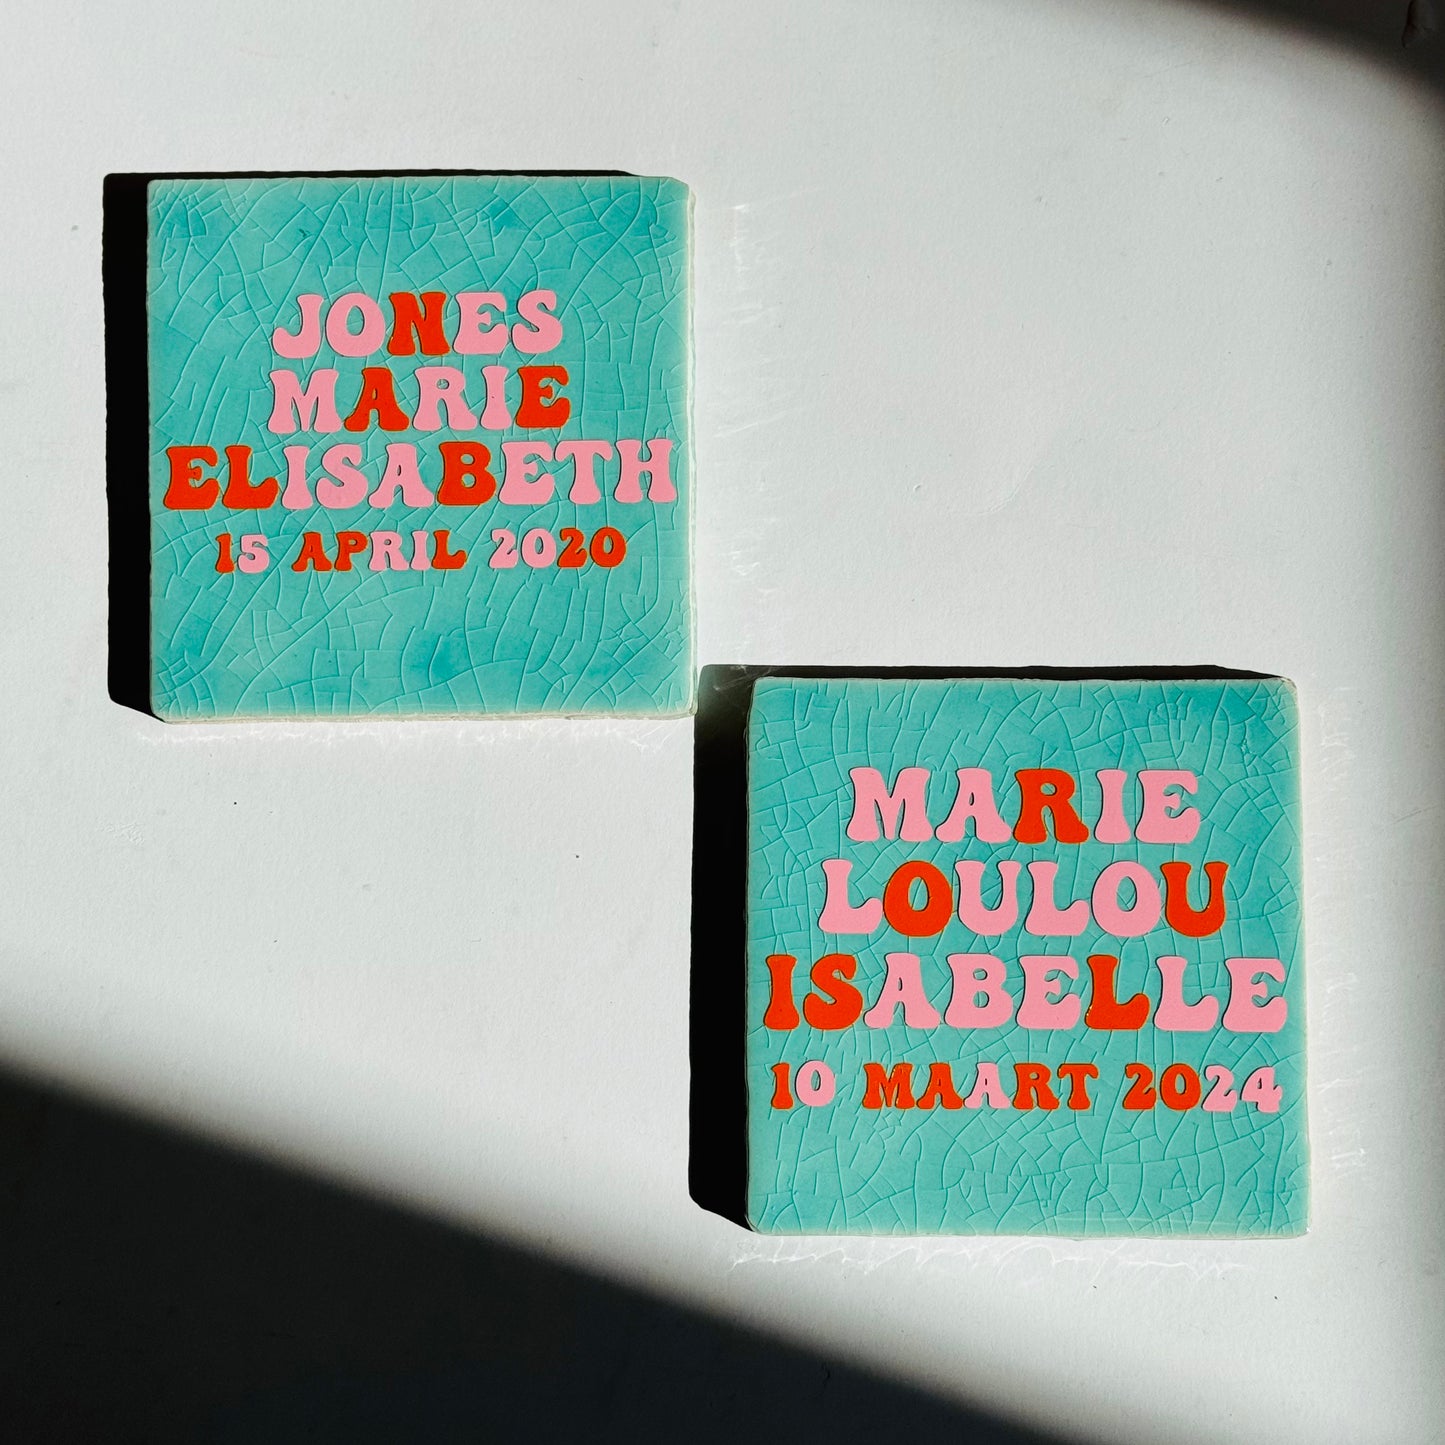 JONES
MARIE
ELISABETH
15 APRIL 2020
MARIE
LOULOU
ISABELLE
10 MAART 2024